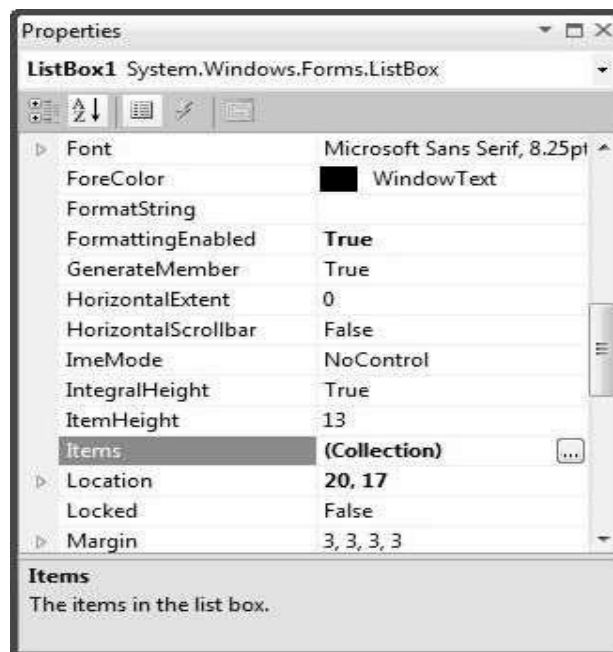 Properties
ListBox1 System.Windows.Forms.ListBox
Font Microsoft Sans Serif, 8.25pt
ForeColor WindowText
FormatString
FormattingEnabled True
GenerateMember True
HorizontalExtent 0
HorizontalScrollbar False
ImeMode NoControl
IntegralHeight True
ItemHeight 13
Items (Collection) ...
Location 20, 17
Locked False
Margin 3, 3, 3, 3
Items
The items in the list box.